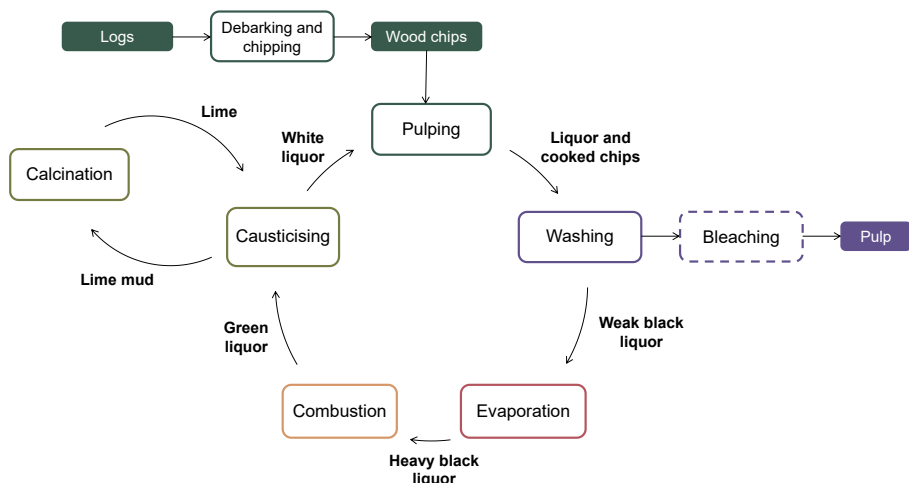 Logs
Debarking and
chipping
Wood chips
Lime
White
liquor
Pulping
Liquor and
cooked chips
Calcination
Causticising
Washing
Bleaching
Pulp
Lime mud
Green
liquor
Weak black
liquor
Combustion
Evaporation
Heavy black
liquor